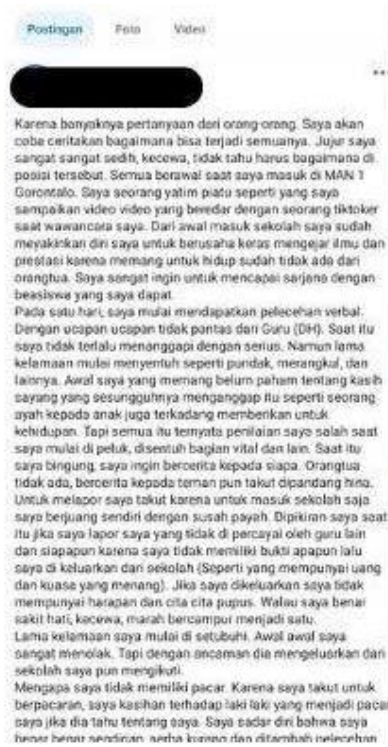 Postingan Foto Video
Karena banyaknya pertanyaan dari orang-orang. Saya akan
coba ceritakan bagaimana bisa terjadi semuanya. Jujur saya
sangat sangat sedih, kecewa, tidak tahu harus bagaimana di
posisi tersebut. Semua berawal saat saya masuk di MAN 1
Gorontalo. Saya seorang yatim piatu seperti yang saya
sampaikan video video yang beredar dengan seorang tiktoker
saat wawancara saya. Dari awal masuk sekolah saya sudah
meyakinkan diri saya untuk berusaha keras mengejar ilmu dan
prestasi karena memang untuk hidup sudah tidak ada dari
orangtua. Saya sangat ingin untuk mencapai sarjana dengan
beasiswa yang saya dapat.
Pada satu hari, saya mulai mendapatkan pelecehan verbal.
Dengan ucapan ucapan tidak pantas dari Guru (DH). Saat itu
saya tidak terlalu menanggapi dengan serius. Namun lama
kelamaan mulai menyentuh seperti pundak, merangkul, dan
lainnya. Awal saya yang memang belum paham tentang kasih
sayang yang sesungguhnya menganggap itu seperti seorang
ayah kepada anak juga terkadang memberikan untuk
kehidupan. Tapi semua itu ternyata penilaian saya salah saat
saya mulai di peluk, disentuh bagian vital dan lain. Saat itu
saya bingung, saya ingin bercerita kepada siapa. Orangtua
tidak ada, bercerita kepada teman pun takut dipandang hina.
Untuk melapor saya takut karena untuk masuk sekolah saja
saya berjuang sendiri dengan susah payah. Dipikiran saya saat
itu jika saya lapor saya yang tidak di percayai oleh guru lain
dan siapapun karena saya tidak memiliki bukti apapun lalu
saya di keluarkan dari sekolah (Seperti yang mempunyai uang
dan kuasa yang menang). Jika saya dikeluarkan saya tidak
mempunyai harapan dan cita cita pupus. Walau saya benar
sakit hati, kecewa, marah bercampur menjadi satu.
Lama kelamaan saya mulai di setubuhi. Awal awal saya
sangat menolak. Tapi dengan ancaman dia mengeluarkan dari
sekolah saya pun mengikuti.
Mengapa saya tidak memiliki pacar. Karena saya takut untuk
berpacaran, saya kasihan terhadap laki laki yang menjadi pacar
saya jika dia tahu tentang saya. Saya sadar diri bahwa saya
benar benar sendirian, serba kurang dan ditambah pelecehan